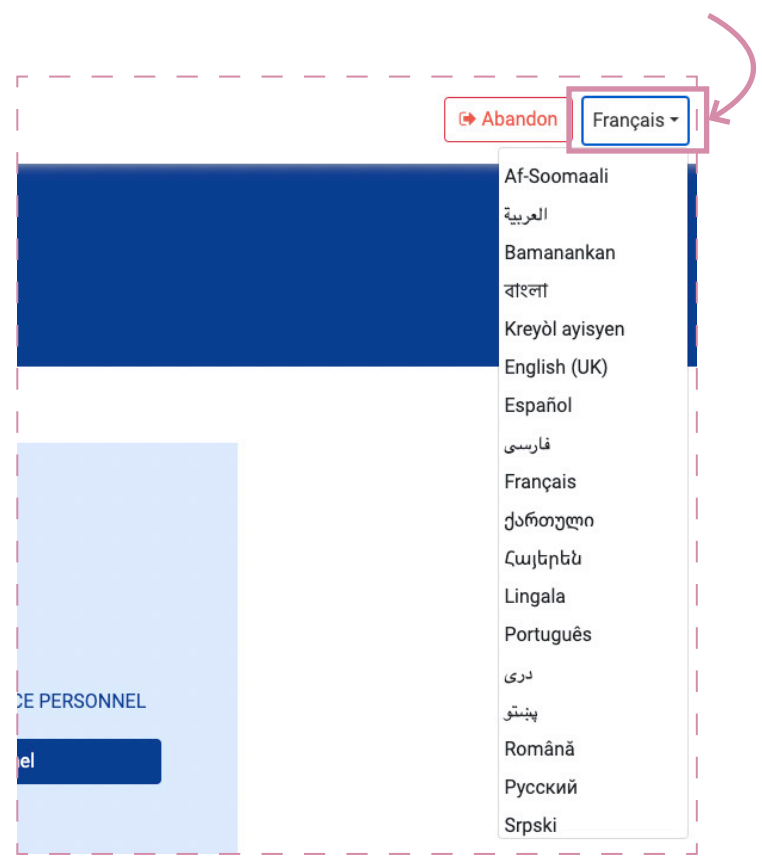 Abandon
Français
Af-Soomaali
العربية
Bamanankan
বাংলা
Kreyòl ayisyen
English (UK)
Español
فارسی
Français
ქართული
Հայերեն
Lingala
Português
دری
پښتو
Română
Русский
Srpski
CE PERSONNEL
nel